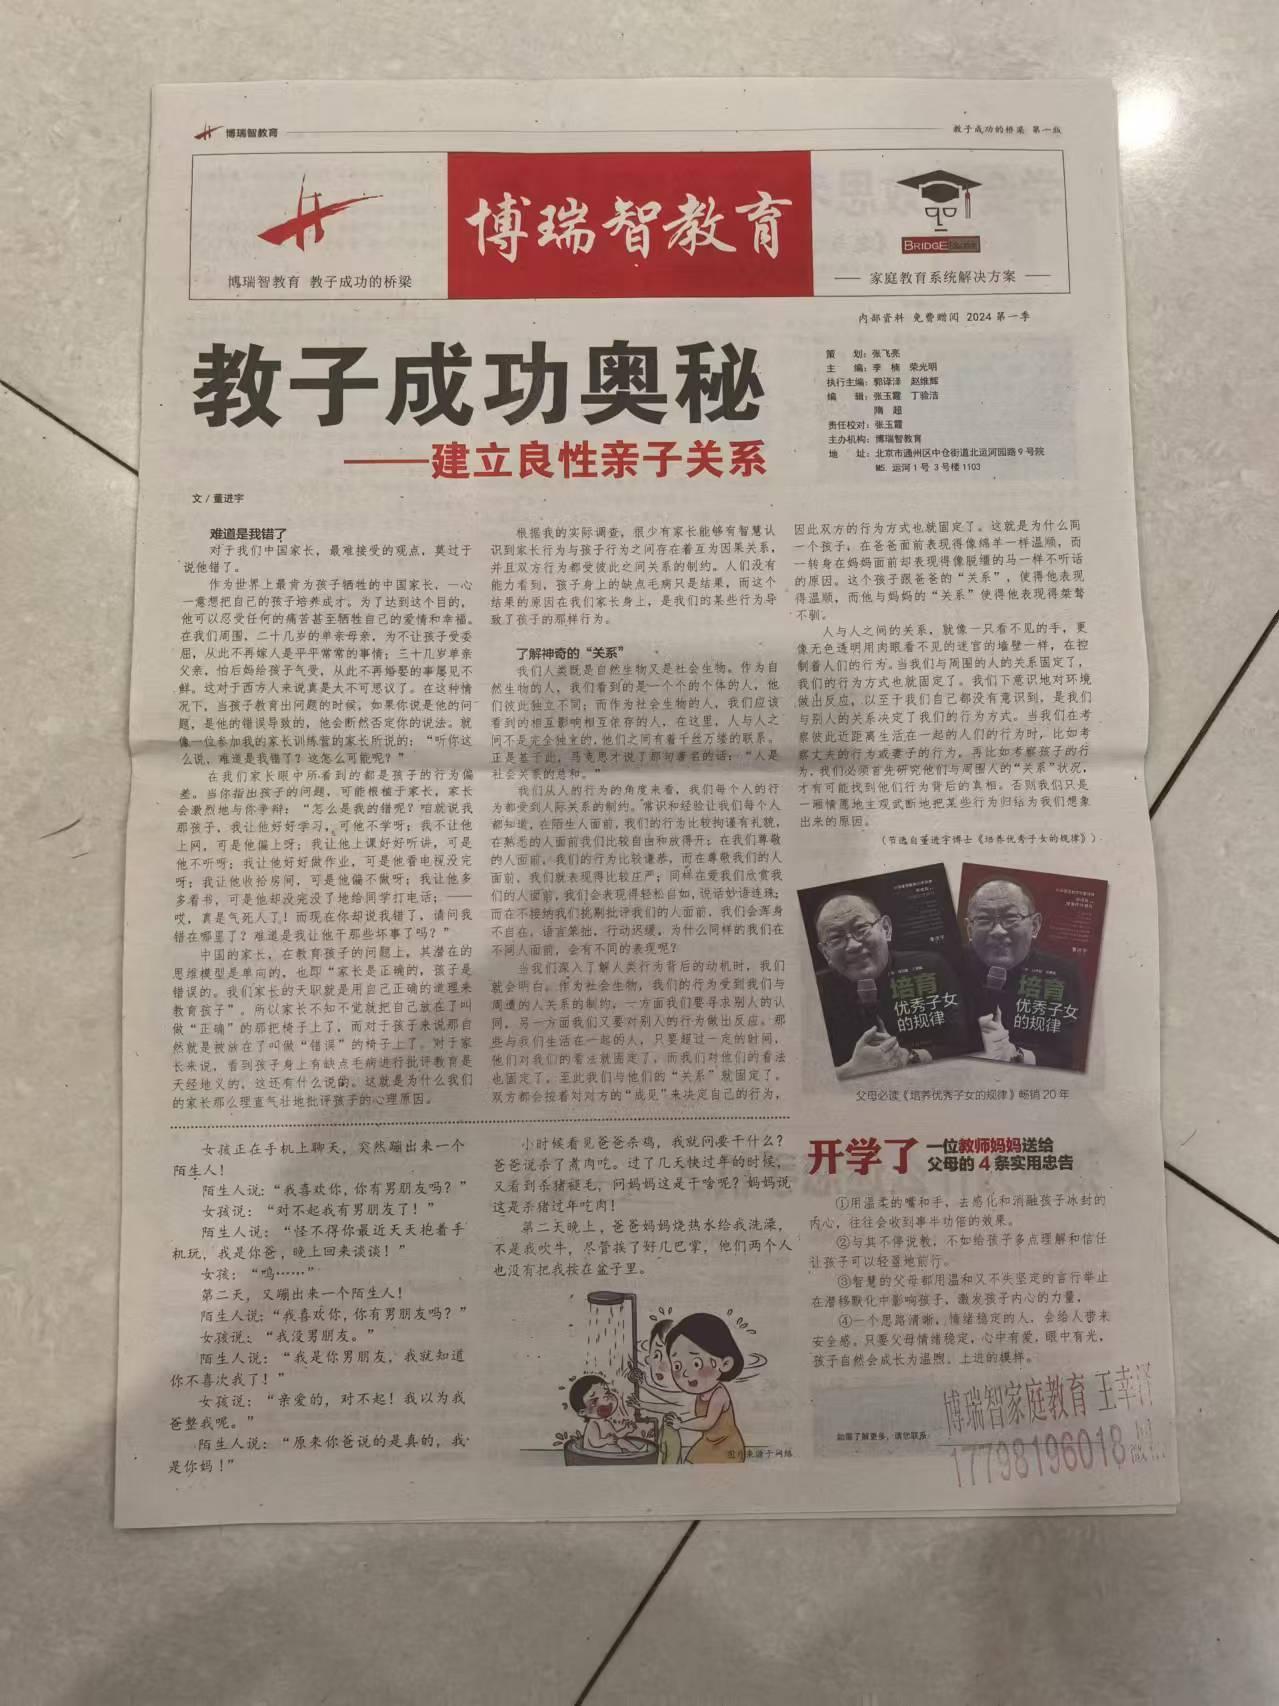 博瑞智教育
教子成功的桥梁 第一版
博瑞智教育 教子成功的桥梁
博瑞智教育
BRIDGE
家庭教育系统解决方案
内部资料 免费赠阅 2024 第一季
教子成功奥秘
——建立良性亲子关系
策 划：张飞亮
主 编：李 楠 荣光明
执行主编：郭译泽 赵维辉
编 辑：张玉霞 丁验洁
隋 超
责任校对：张玉霞
主办机构：博瑞智教育
地 址：北京市通州区中仓街道北运河园路9号院
M5 运河1号 3号楼1103
文/董进宇
难道是我错了
对于我们中国家长，最难接受的观点，莫过于
说他错了。
作为世界上最肯为孩子牺牲的中国家长，一心
一意想把自己的孩子培养成才。为了达到这个目的，
他可以忍受任何的痛苦甚至牺牲自己的爱情和幸福。
在我们周围，二十几岁的单亲母亲，为不让孩子受委
屈，从此不再嫁人是平平常常的事情；三十几岁单亲
父亲，怕后妈给孩子气受，从此不再婚娶的事屡见不
鲜。这对于西方人来说真是大不可思议了。在这种情
况下，当孩子教育出问题的时候，如果你说是他的问
题，是他的错误导致的，他会断然否定你的说法。就
像一位参加我的家长训练营的家长所说的：“听你这
么说，难道是我错了？这怎么可能呢？”
在我们家长眼中所看到的都是孩子的行为偏
差。当你指出孩子的问题，可能根植于家长，家长
会激烈地与你争辩：“怎么是我的错呢？咱就说我
那孩子，我让他好好学习，可他不学呀；我不让他
上网，可是他偏上呀；我让他上课好好听讲，可是
他不听呀；我让他好好做作业，可是他看电视没完
呀；我让他收拾房间，可是他偏不做呀；我让他多
多看书，可是他却没完没了地给同学打电话；——
哎，真是气死人了！而现在你却说我错了，请问我
错在哪里了？难道是我让他干那些坏事了吗？”
中国的家长，在教育孩子的问题上，其潜在的
思维模型是单向的，也即“家长是正确的，孩子是
错误的。我们家长的天职就是用自己正确的道理来
教育孩子”。所以家长不知不觉就把自己放在了叫
做“正确”的那把椅子上了，而对于孩子来说那自
然就是被放在了叫做“错误”的椅子上了。对于家
长来说，看到孩子身上有缺点毛病进行批评教育是
天经地义的，这还有什么说的。这就是为什么我们
的家长那么理直气壮地批评孩子的心理原因。
根据我的实际调查，很少有家长能够有智慧认
识到家长行为与孩子行为之间存在着互为因果关系，
并且双方行为都受彼此之间关系的制约。人们没有
能力看到，孩子身上的缺点毛病只是结果，而这个
结果的原因在我们家长身上，是我们的某些行为导
致了孩子的那样行为。
了解神奇的“关系”
我们人类既是自然生物又是社会生物。作为自
然生物的人，我们看到的是一个个的个体的人，他
们彼此独立不同；而作为社会生物的人，我们应该
看到的相互影响相互依存的人，在这里，人与人之
间不是完全独立的，他们之间有着千丝万缕的联系。
正是基于此，马克思才说了那句著名的话：“人是
社会关系的总和。”
我们从人的行为的角度来看，我们每个人的行
为都受到人际关系的制约。常识和经验让我们每个人
都知道，在陌生人面前，我们的行为比较拘谨有礼貌，
在熟悉的人面前我们比较自由和放得开；在我们尊敬
的人面前，我们的行为比较谦恭，而在尊敬我们的人
面前，我们就表现得比较庄严；同样在爱我们欣赏我
们的人面前，我们会表现得轻松自如，说话妙语连珠；
而在不接纳我们挑剔批评我们的人面前，我们会浑身
不自在，语言笨拙，行动迟缓，为什么同样的我们在
不同人面前，会有不同的表现呢？
当我们深入了解人类行为背后的动机时，我们
就会明白。作为社会生物，我们的行为受到我们与
周遭的人关系的制约，一方面我们要寻求别人的认
同，另一方面我们又要对别人的行为做出反应。那
些与我们生活在一起的人，只要超过一定的时间，
他们对我们的看法就固定了，而我们对他们的看法
也固定了，至此我们与他们的“关系”就固定了。
双方都会按着对对方的“成见”来决定自己的行为，
因此双方的行为方式也就固定了。这就是为什么同
一个孩子，在爸爸面前表现得像绵羊一样温顺，而
一转身在妈妈面前却表现得像脱缰的马一样不听话
的原因。这个孩子跟爸爸的“关系”，使得他表现
得温顺，而他与妈妈的“关系”使得他表现得桀骜
不驯。
人与人之间的关系，就像一只看不见的手，更
像无色透明用肉眼看不见的迷宫的墙壁一样，在控
制着人们的行为。当我们与周围的人的关系固定了，
我们的行为方式也就固定了。我们下意识地对环境
做出反应，以至于我们自己都没有意识到，是我们
与别人的关系决定了我们的行为方式。当我们在考
察彼此近距离生活在一起的人们的行为时，比如考
察丈夫的行为或妻子的行为，再比如考察孩子的行
为，我们必须首先研究他们与周围人的“关系”状况，
才有可能找到他们行为背后的真相。否则我们只是
一厢情愿地主观武断地把某些行为归结为我们想象
出来的原因。
（节选自董进宇博士《培养优秀子女的规律》）
培育
优秀子女
的规律
培育
优秀子女
的规律
父母必读《培养优秀子女的规律》畅销20年
女孩正在手机上聊天，突然蹦出来一个
陌生人！
陌生人说：“我喜欢你，你有男朋友吗？”
女孩说：“对不起我有男朋友了！”
陌生人说：“怪不得你最近天天抱着手
机玩，我是你爸，晚上回来谈谈！”
女孩：“呜……”
第二天，又蹦出来一个陌生人！
陌生人说：“我喜欢你，你有男朋友吗？”
女孩说：“我没男朋友。”
陌生人说：“我是你男朋友，我就知道
你不喜欢我了！”
女孩说：“亲爱的，对不起！我以为我
爸整我呢。”
陌生人说：“原来你爸说的是真的，我
是你妈！”
小时候看见爸爸杀鸡，我就问要干什么？
爸爸说杀了煮肉吃。过了几天快过年的时候，
又看到杀猪褪毛，问妈妈这是干啥呢？妈妈说
这是杀猪过年吃肉！
第二天晚上，爸爸妈妈烧热水给我洗澡，
不是我吹牛，尽管挨了好几巴掌，他们两个人
也没有把我按在盆子里。
图片来源于网络
开学了
一位教师妈妈送给
父母的4条实用忠告
①用温柔的嘴和手，去感化和消融孩子冰封的
内心，往往会收到事半功倍的效果。
②与其不停说教，不如给孩子多点理解和信任
让孩子可以轻盈地前行。
③智慧的父母都用温和又不失坚定的言行举止
在潜移默化中影响孩子，激发孩子内心的力量。
④一个思路清晰，情绪稳定的人，会给人带来
安全感。只要父母情绪稳定，心中有爱，眼中有光，
孩子自然会成长为温煦、上进的模样。
如需了解更多，请您联系：
博瑞智家庭教育 王幸泽
17798196018